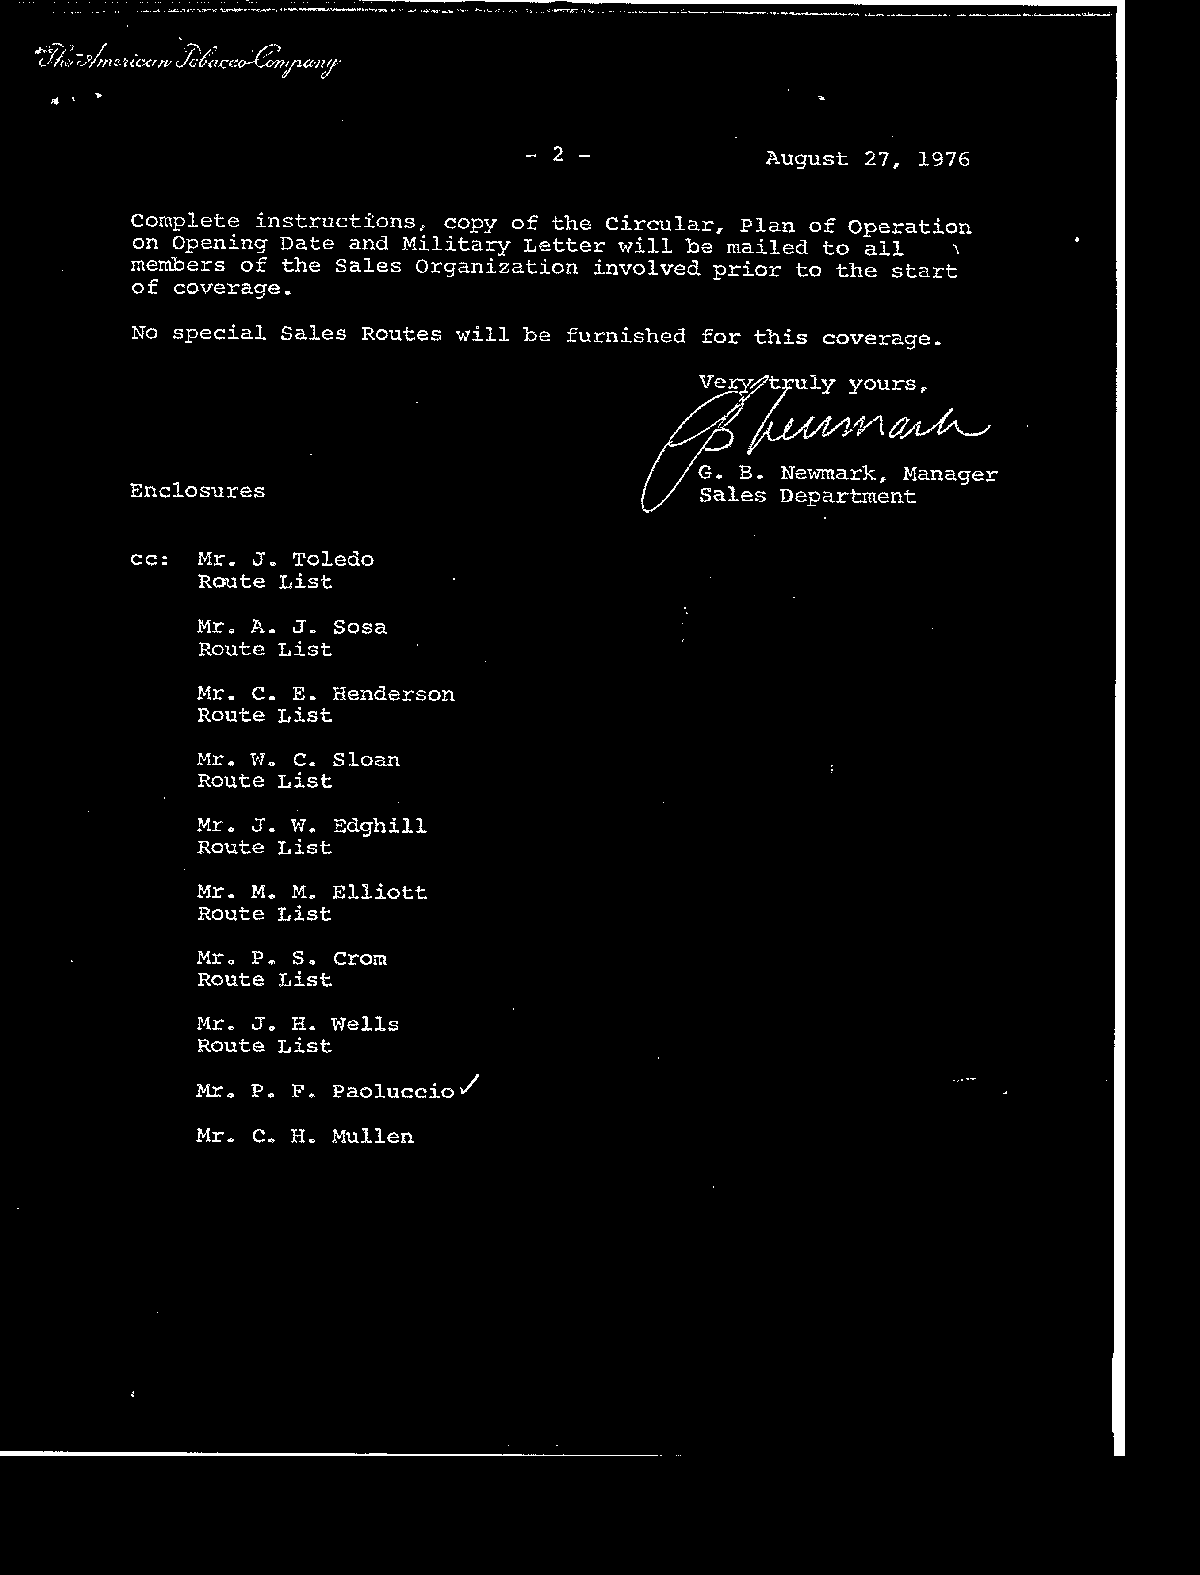 The American Tobacco Company
- 2 - August 27, 1976
Complete instructions, copy of the Circular, Plan of Operation
on Opening Date and Military Letter will be mailed to all
members of the Sales Organization involved prior to the start
of coverage.
No special Sales Routes will be furnished for this coverage.
Very truly yours,
G. B. Newmark, Manager
Sales Department
Enclosures
cc: Mr. J. Toledo
Route List
Mr. A. J. Sosa
Route List
Mr. C. E. Henderson
Route List
Mr. W. C. Sloan
Route List
Mr. J. W. Edghill
Route List
Mr. M. M. Elliott
Route List
Mr. P. S. Crom
Route List
Mr. J. H. Wells
Route List
Mr. P. F. Paoluccio ✓
Mr. C. H. Mullen